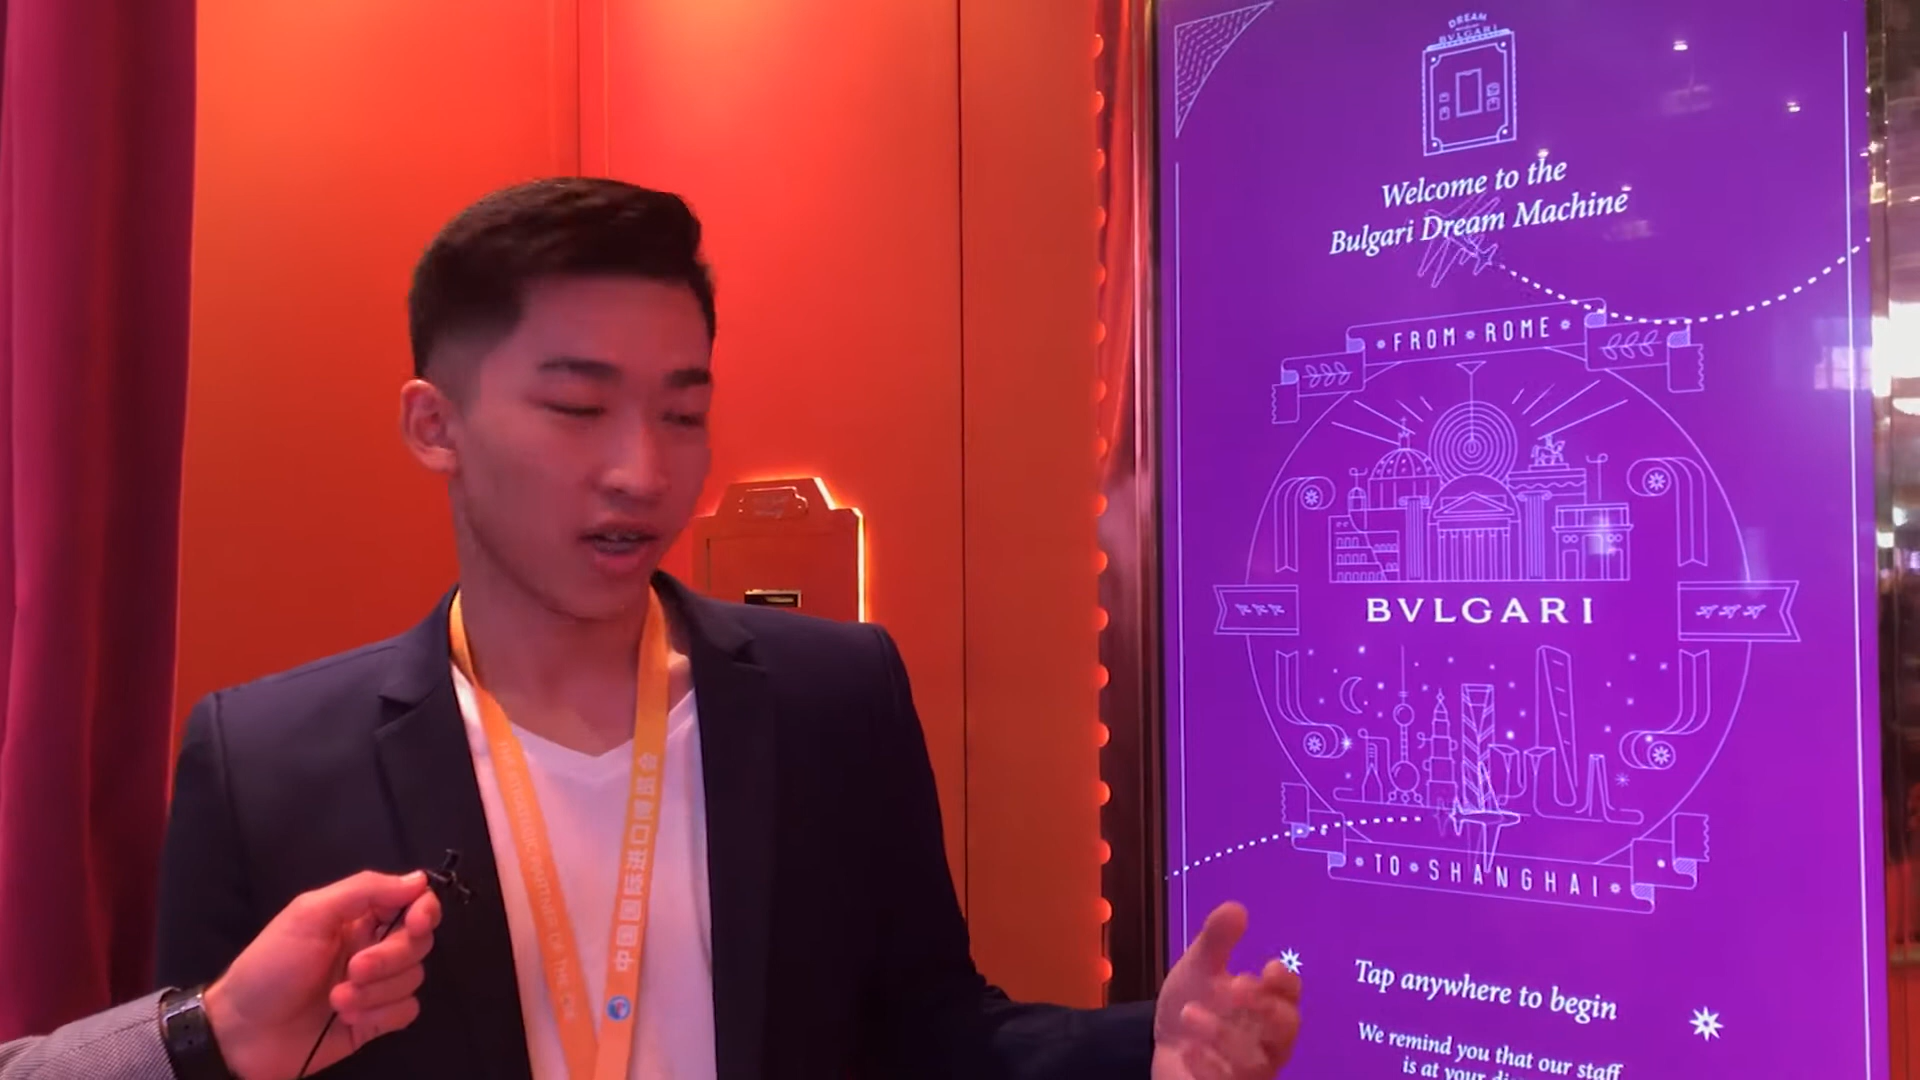 DREAM
BVLGARI
Welcome to the
Bulgari Dream Machine
FROM ROME
BVLGARI
TO SHANGHAI
Tap anywhere to begin
We remind you that our staff
is at your
中国国际进口博览会